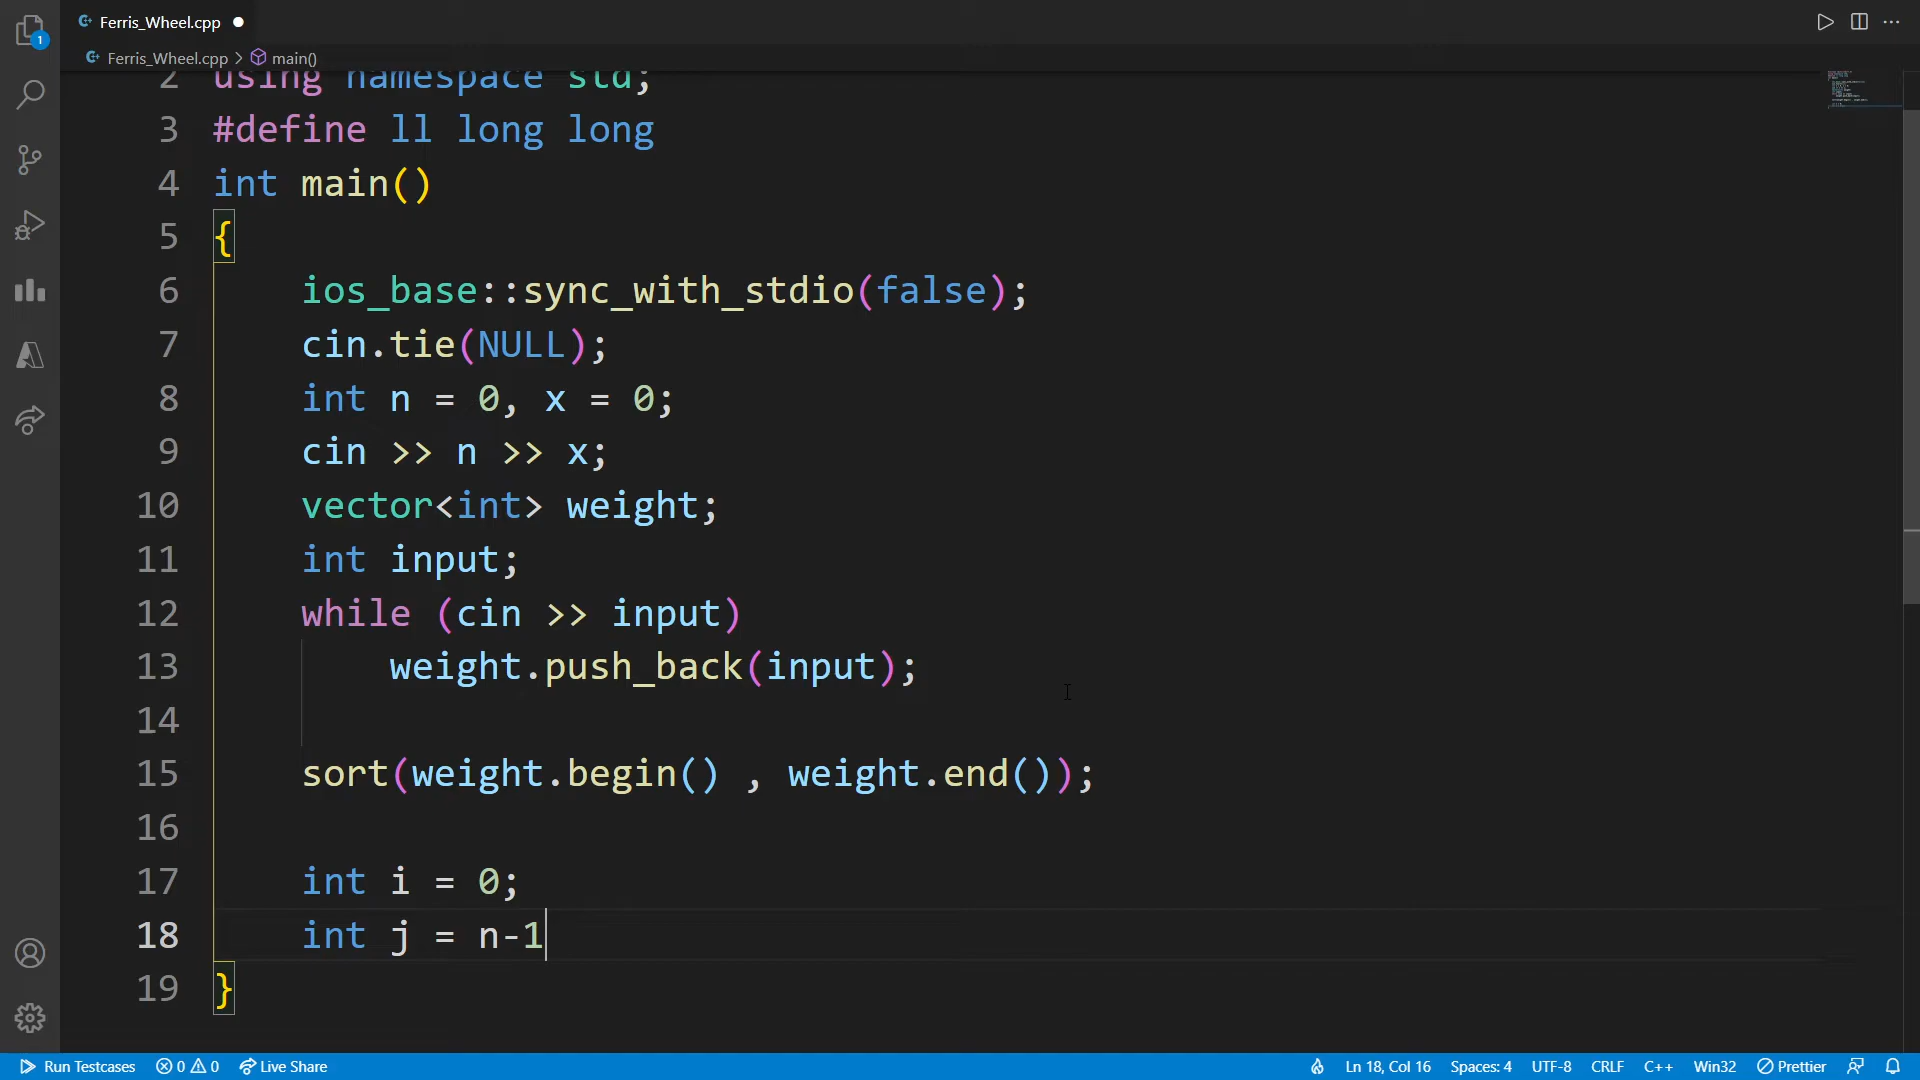 Ferris_Wheel.cpp
Ferris_Wheel.cpp > main()
1
2 using namespace std;
3 #define ll long long
4 int main()
5 {
6 ios_base::sync_with_stdio(false);
7 cin.tie(NULL);
8 int n = 0, x = 0;
9 cin >> n >> x;
10 vector<int> weight;
11 int input;
12 while (cin >> input)
13 weight.push_back(input);
14
15 sort(weight.begin() , weight.end());
16
17 int i = 0;
18 int j = n-1
19 }
Run Testcases 0 0 Live Share Ln 18, Col 16 Spaces: 4 UTF-8 CRLF C++ Win32 Prettier